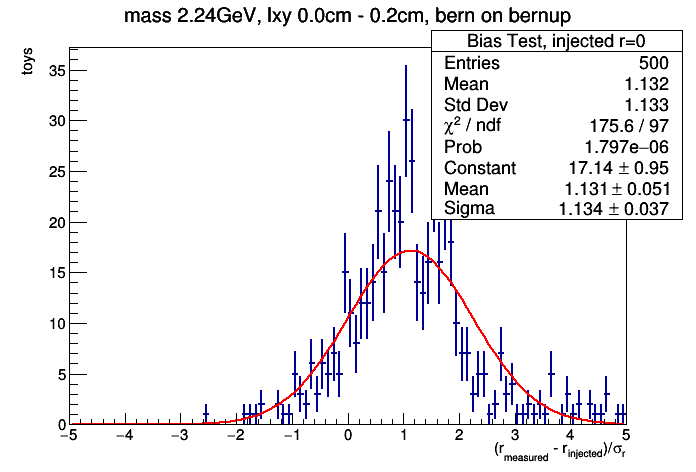 mass 2.24GeV, lxy 0.0cm - 0.2cm, bern on bernup
Bias Test, injected r=0
Entries 500
Mean 1.132
Std Dev 1.133
χ² / ndf 175.6 / 97
Prob 1.797e−06
Constant 17.14 ± 0.95
Mean 1.131 ± 0.051
Sigma 1.134 ± 0.037
toys
35
30
25
20
15
10
5
0
−5 −4 −3 −2 −1 0 1 2 3 4 5
(r_measured - r_injected)/σ_r